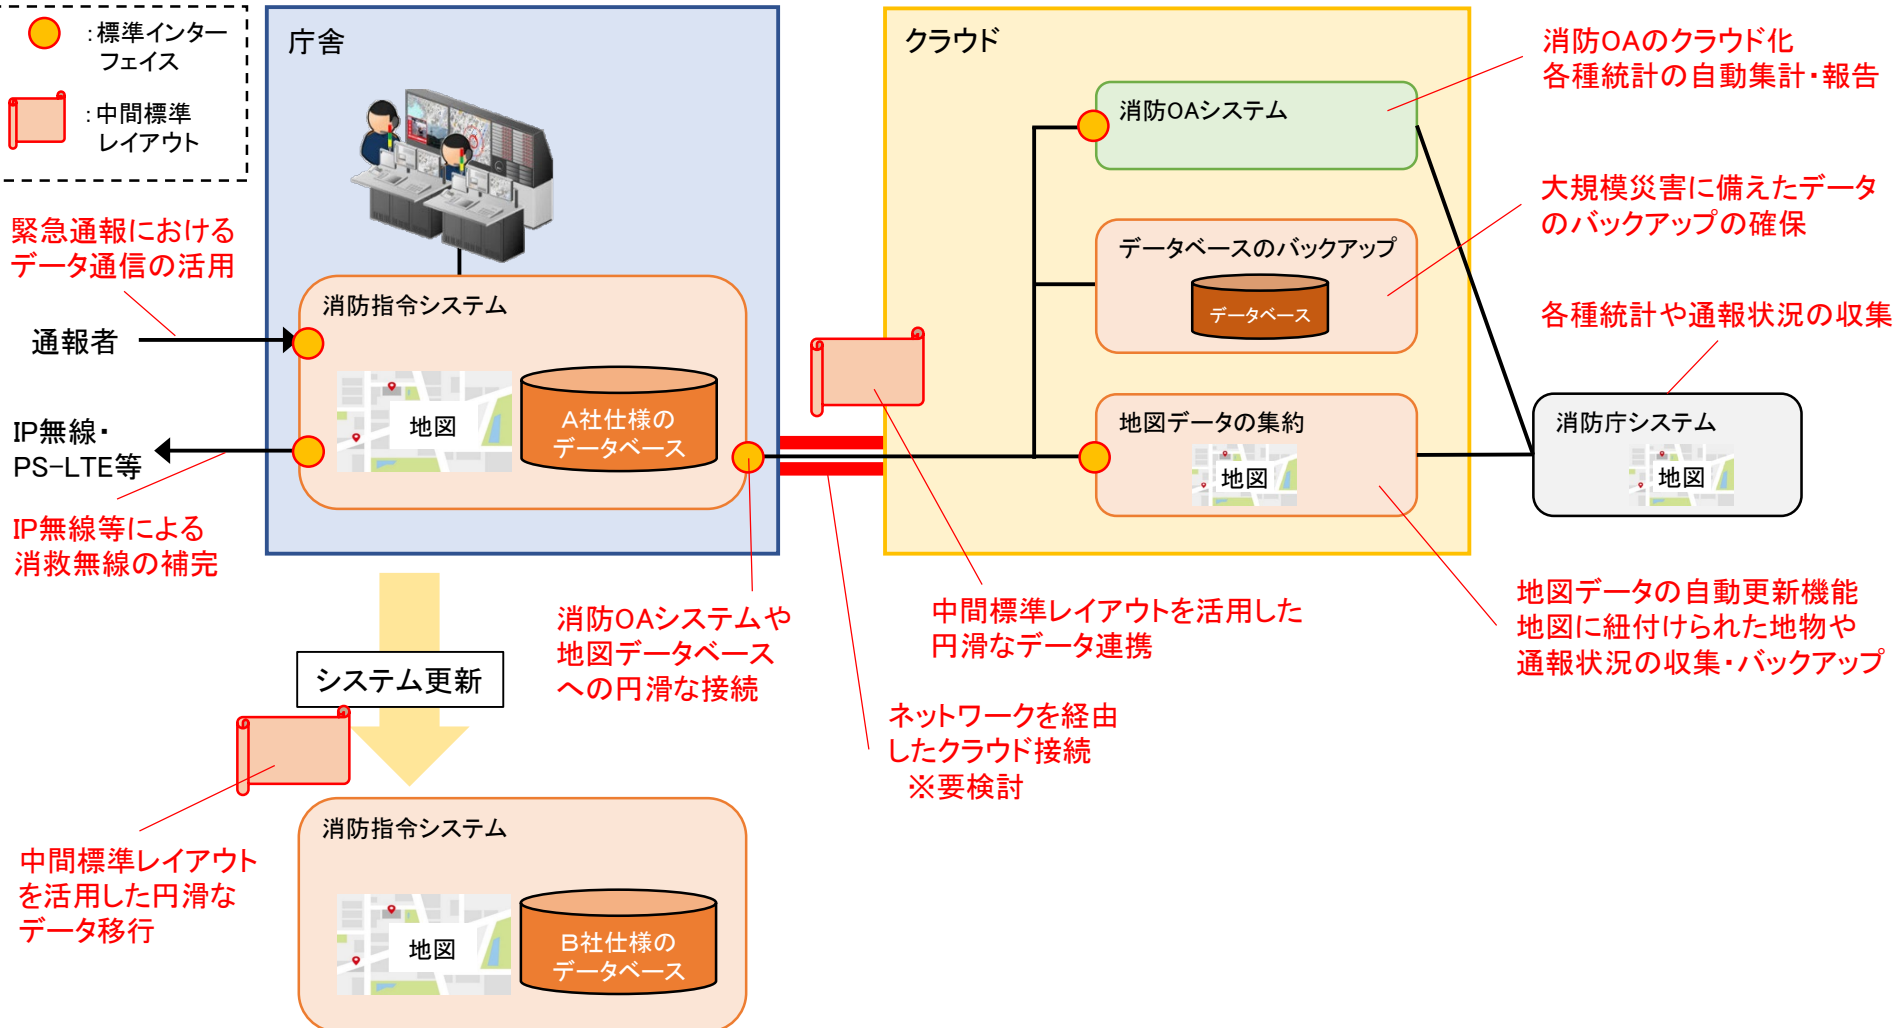 ：標準インター
フェイス
：中間標準
レイアウト
庁舎
クラウド
消防OAのクラウド化
各種統計の自動集計・報告
消防OAシステム
大規模災害に備えたデータ
のバックアップの確保
緊急通報における
データ通信の活用
データベースのバックアップ
データベース
消防指令システム
各種統計や通報状況の収集
通報者
地図
A社仕様の
データベース
地図データの集約
地図
消防庁システム
地図
IP無線・
PS-LTE等
IP無線等による
消救無線の補完
消防OAシステムや
地図データベース
への円滑な接続
中間標準レイアウトを活用した
円滑なデータ連携
地図データの自動更新機能
地図に紐付けられた地物や
通報状況の収集・バックアップ
システム更新
ネットワークを経由
したクラウド接続
※要検討
中間標準レイアウト
を活用した円滑な
データ移行
消防指令システム
地図
B社仕様の
データベース